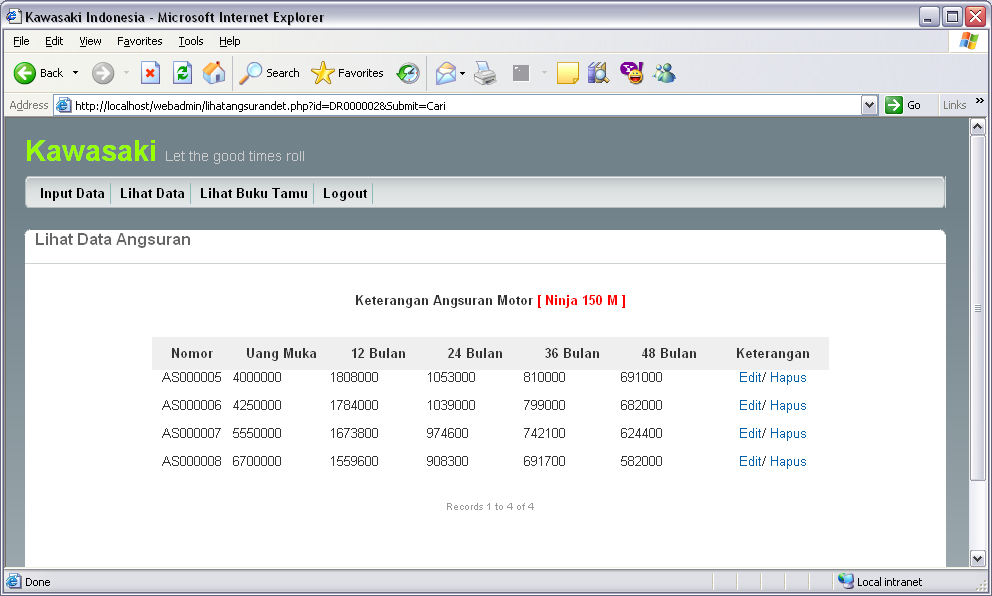 Kawasaki Indonesia - Microsoft Internet Explorer
File Edit View Favorites Tools Help
Back Search Favorites
Address http://localhost/webadmin/lihatangsurandet.php?id=DR000002&Submit=Cari Go Links »
Kawasaki Let the good times roll
Input Data Lihat Data Lihat Buku Tamu Logout
Lihat Data Angsuran
Keterangan Angsuran Motor [ Ninja 150 M ]
Nomor Uang Muka 12 Bulan 24 Bulan 36 Bulan 48 Bulan Keterangan
AS000005 4000000 1808000 1053000 810000 691000 Edit/ Hapus
AS000006 4250000 1784000 1039000 799000 682000 Edit/ Hapus
AS000007 5550000 1673800 974600 742100 624400 Edit/ Hapus
AS000008 6700000 1559600 908300 691700 582000 Edit/ Hapus
Records 1 to 4 of 4
Done Local intranet